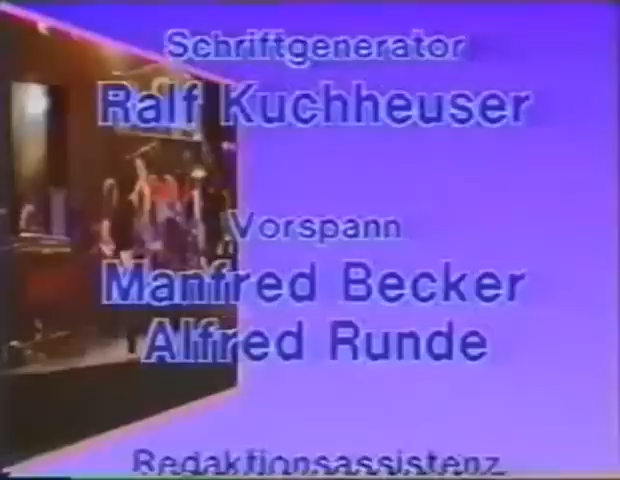 Schriftgenerator
Ralf Kuchheuser
Vorspann
Manfred Becker
Alfred Runde
Redaktionsassistenz